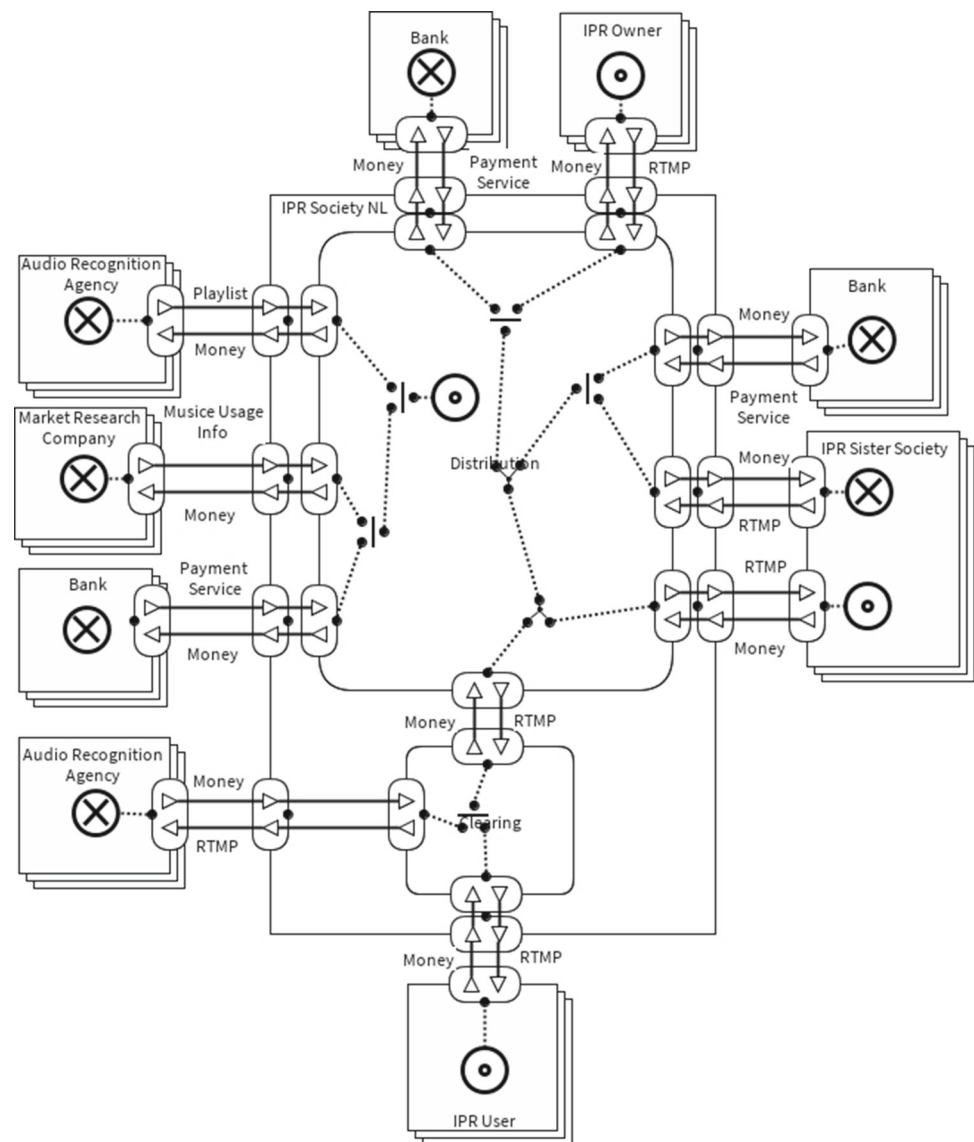 Bank
IPR Owner
Money
Payment
Service
Money
RTMP
IPR Society NL
Audio Recognition
Agency
Playlist
Money
Money
Bank
Payment
Service
Market Research
Company
Musice Usage
Info
Money
Distribution
Money
IPR Sister Society
RTMP
Bank
Payment
Service
Money
RTMP
Money
Money
RTMP
Audio Recognition
Agency
Money
RTMP
Clearing
Money
RTMP
IPR User